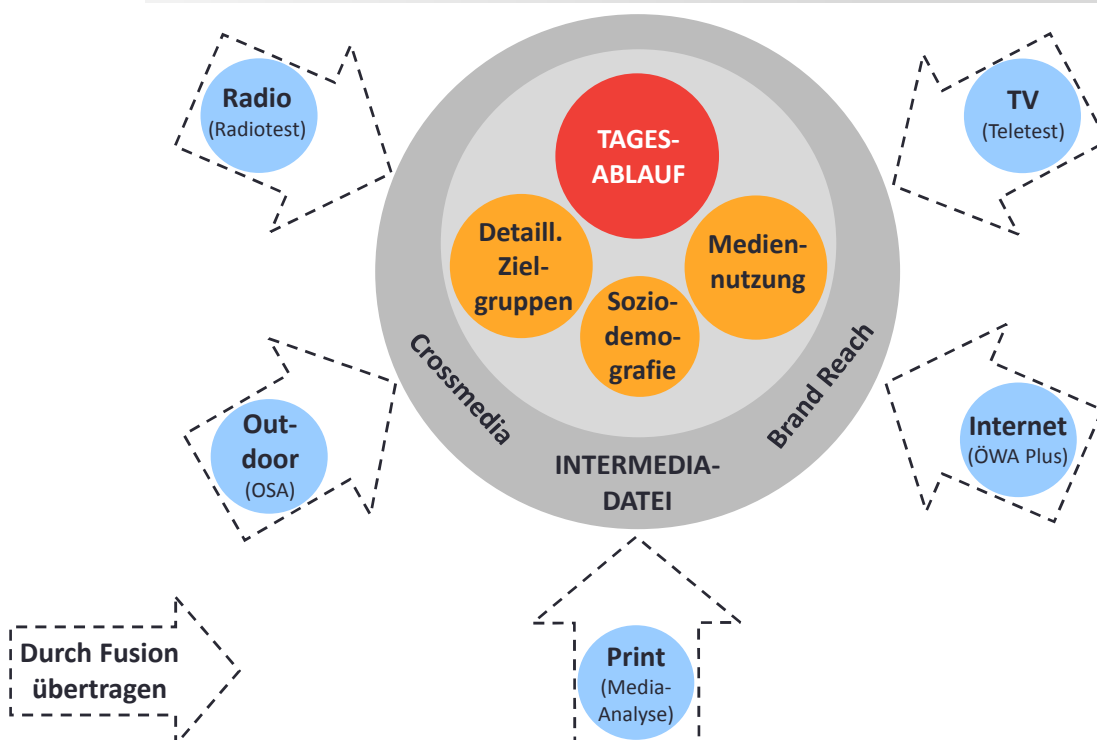 Radio
(Radiotest)
TV
(Teletest)
TAGES-
ABLAUF
Detaill.
Ziel-
gruppen
Medien-
nutzung
Sozio-
demo-
grafie
Crossmedia
Brand Reach
INTERMEDIA-
DATEI
Out-
door
(OSA)
Internet
(ÖWA Plus)
Durch Fusion
übertragen
Print
(Media-
Analyse)